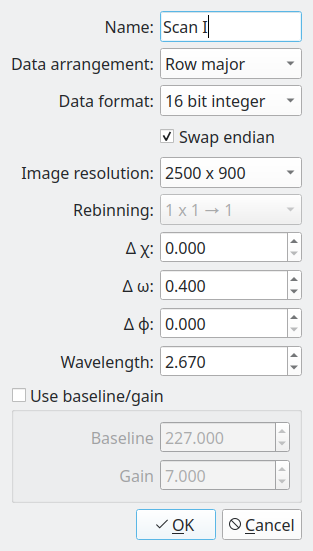 Name: Scan I
Data arrangement: Row major
Data format: 16 bit integer
Swap endian
Image resolution: 2500 x 900
Rebinning: 1 x 1 → 1
Δ χ: 0.000
Δ ω: 0.400
Δ ϕ: 0.000
Wavelength: 2.670
Use baseline/gain
Baseline 227.000
Gain 7.000
OK Cancel